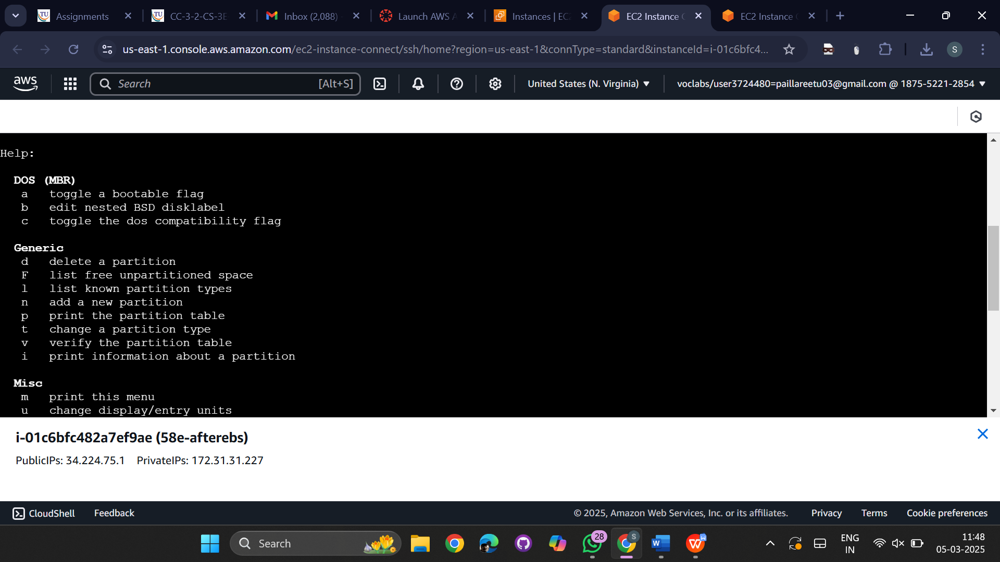 Assignments
CC-3-2-CS-3E
Inbox (2,088)
Launch AWS A
Instances | EC2
EC2 Instance C
EC2 Instance C
us-east-1.console.aws.amazon.com/ec2-instance-connect/ssh/home?region=us-east-1&connType=standard&instanceId=i-01c6bfc4...
S
aws
Search
[Alt+S]
United States (N. Virginia)
voclabs/user3724480=paillareetu03@gmail.com @ 1875-5221-2854
Help:
DOS (MBR)
a toggle a bootable flag
b edit nested BSD disklabel
c toggle the dos compatibility flag
Generic
d delete a partition
F list free unpartitioned space
l list known partition types
n add a new partition
p print the partition table
t change a partition type
v verify the partition table
i print information about a partition
Misc
m print this menu
u change display/entry units
i-01c6bfc482a7ef9ae (58e-afterebs)
PublicIPs: 34.224.75.1 PrivateIPs: 172.31.31.227
CloudShell
Feedback
© 2025, Amazon Web Services, Inc. or its affiliates.
Privacy
Terms
Cookie preferences
Search
28
S
ENG
IN
11:48
05-03-2025